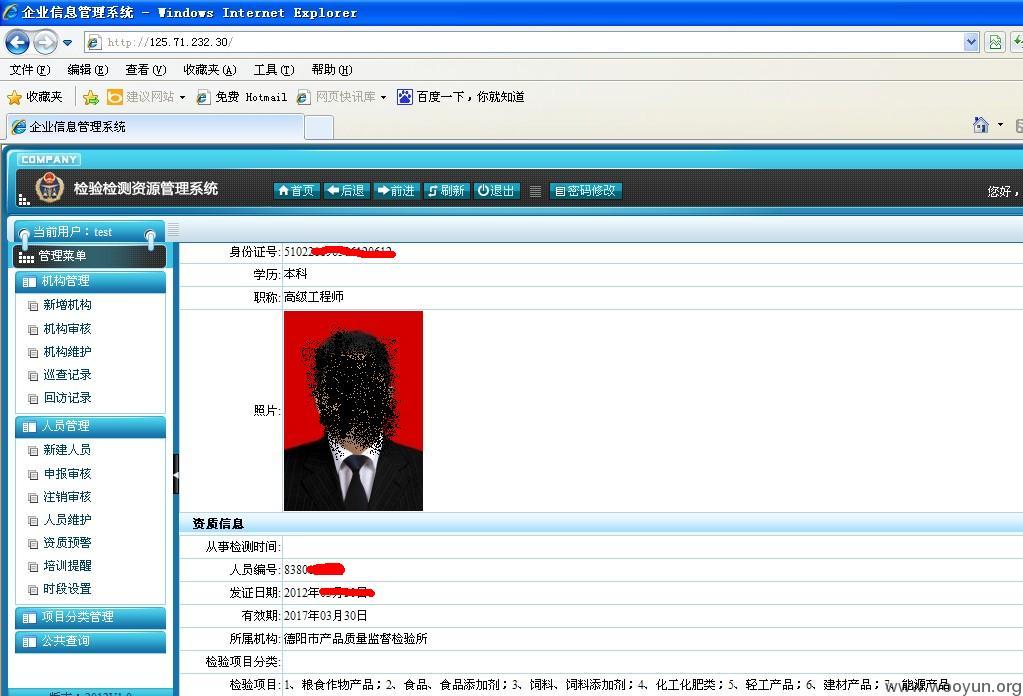 企业信息管理系统 - Windows Internet Explorer
http://125.71.232.30/
文件(F) 编辑(E) 查看(V) 收藏夹(A) 工具(T) 帮助(H)
收藏夹 建议网站 免费 Hotmail 网页快讯库 百度一下,你就知道
企业信息管理系统
COMPANY
检验检测资源管理系统 首页 后退 前进 刷新 退出 密码修改 您好,
当前用户:test
管理菜单
机构管理
新增机构
机构审核
机构维护
巡查记录
回访记录
人员管理
新建人员
申报审核
注销审核
人员维护
资质预警
培训提醒
时段设置
项目分类管理
公共查询
版本:2012V1.0
身份证号:
学历: 本科
职称: 高级工程师
照片:
资质信息
从事检测时间:
人员编号: 8380
发证日期: 2012年
有效期: 2017年03月30日
所属机构: 德阳市产品质量监督检验所
检验项目分类:
检验项目: 1、粮食作物产品;2、食品、食品添加剂;3、饲料、饲料添加剂;4、化工化肥类;5、轻工产品;6、建材产品;7、能源产品
www.wooyun.org